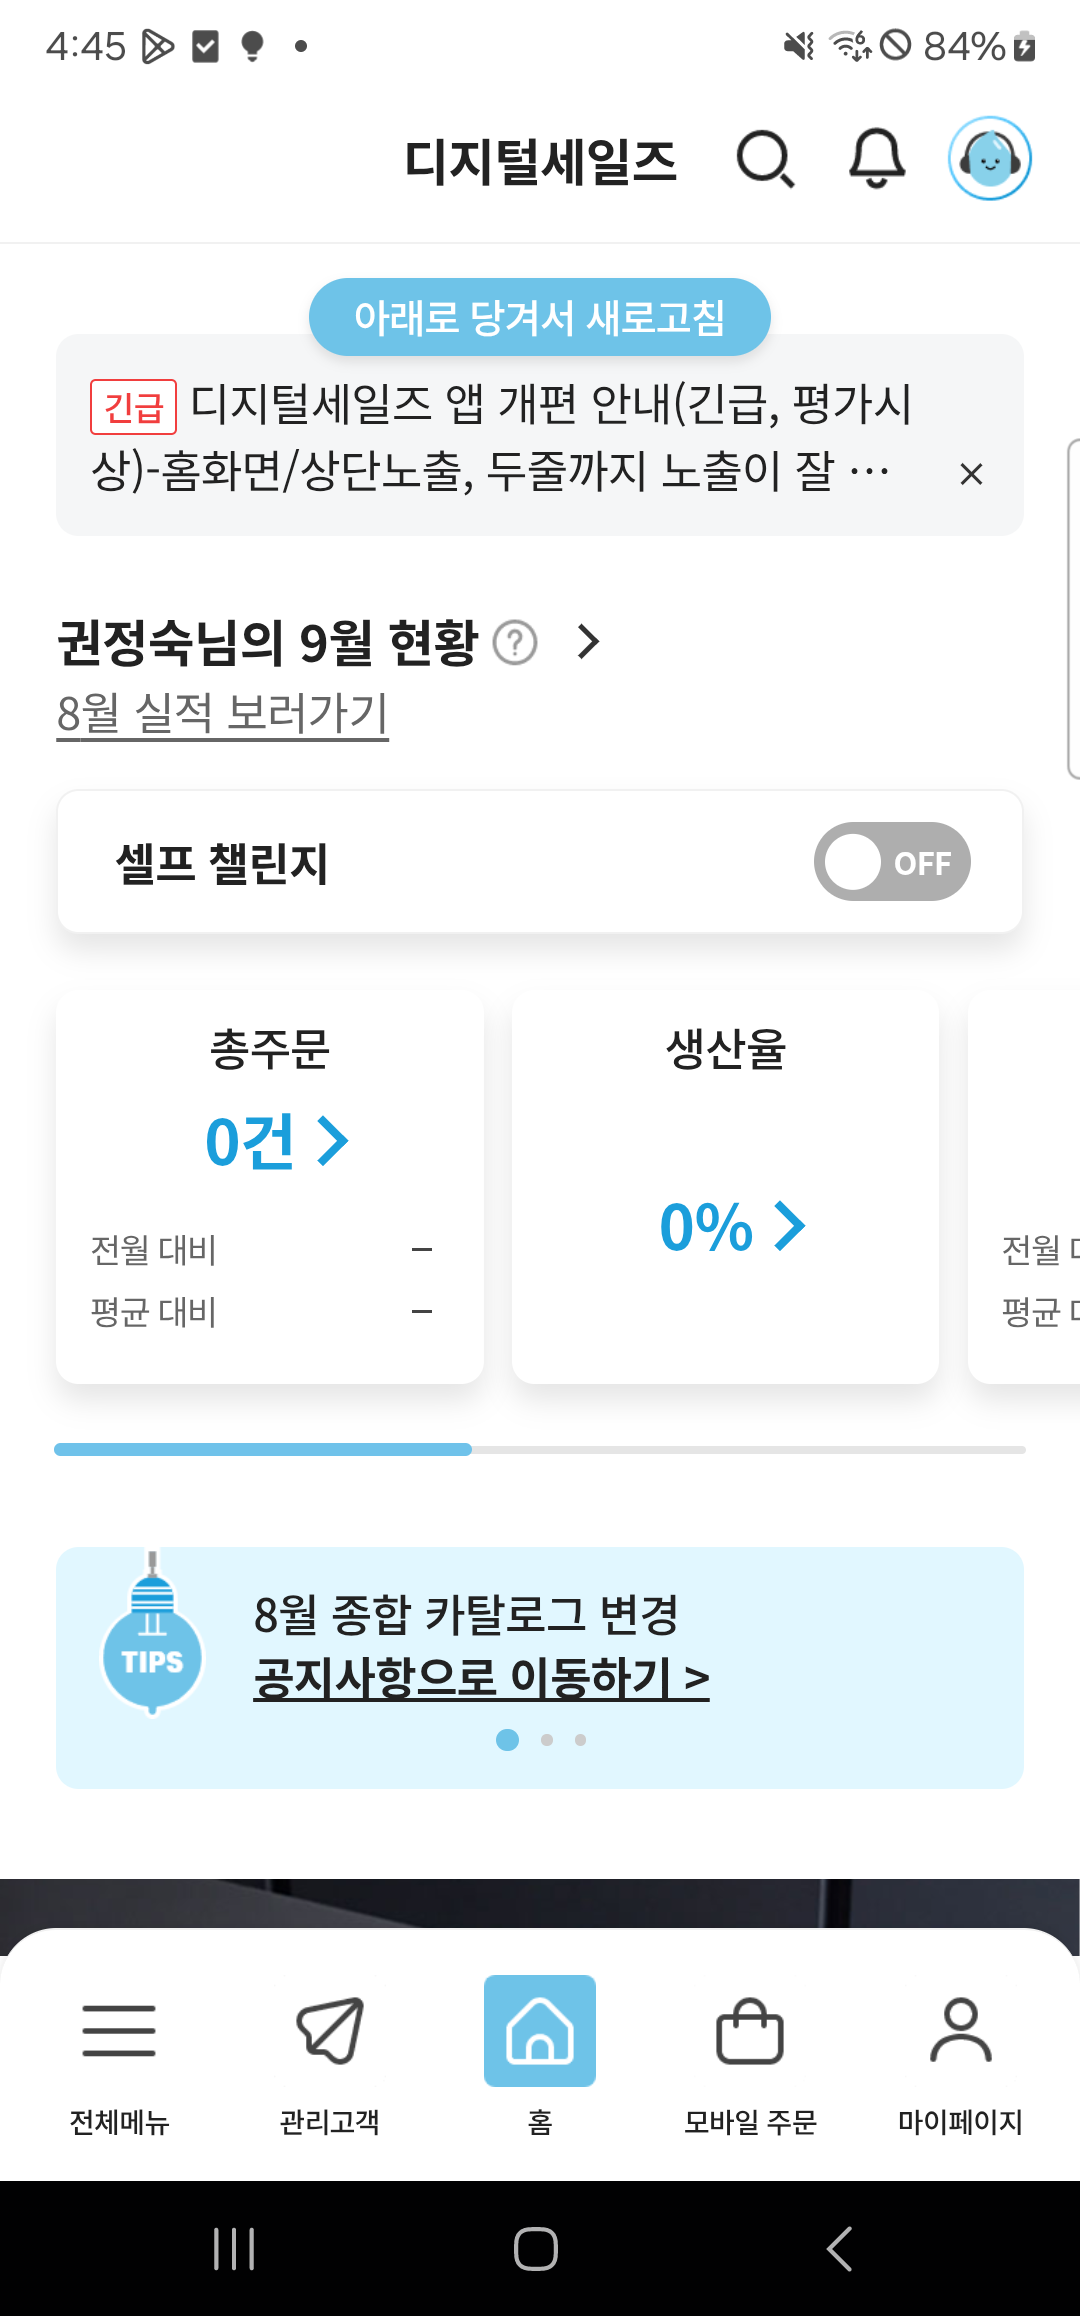 4:45
84%
디지털세일즈
아래로 당겨서 새로고침
긴급 디지털세일즈 앱 개편 안내(긴급, 평가시
상)-홈화면/상단노출, 두줄까지 노출이 잘 …
권정숙님의 9월 현황
8월 실적 보러가기
셀프 챌린지
OFF
총주문
0건
전월 대비 –
평균 대비 –
생산율
0%
전월
평균
TIPS
8월 종합 카탈로그 변경
공지사항으로 이동하기 >
전체메뉴
관리고객
홈
모바일 주문
마이페이지